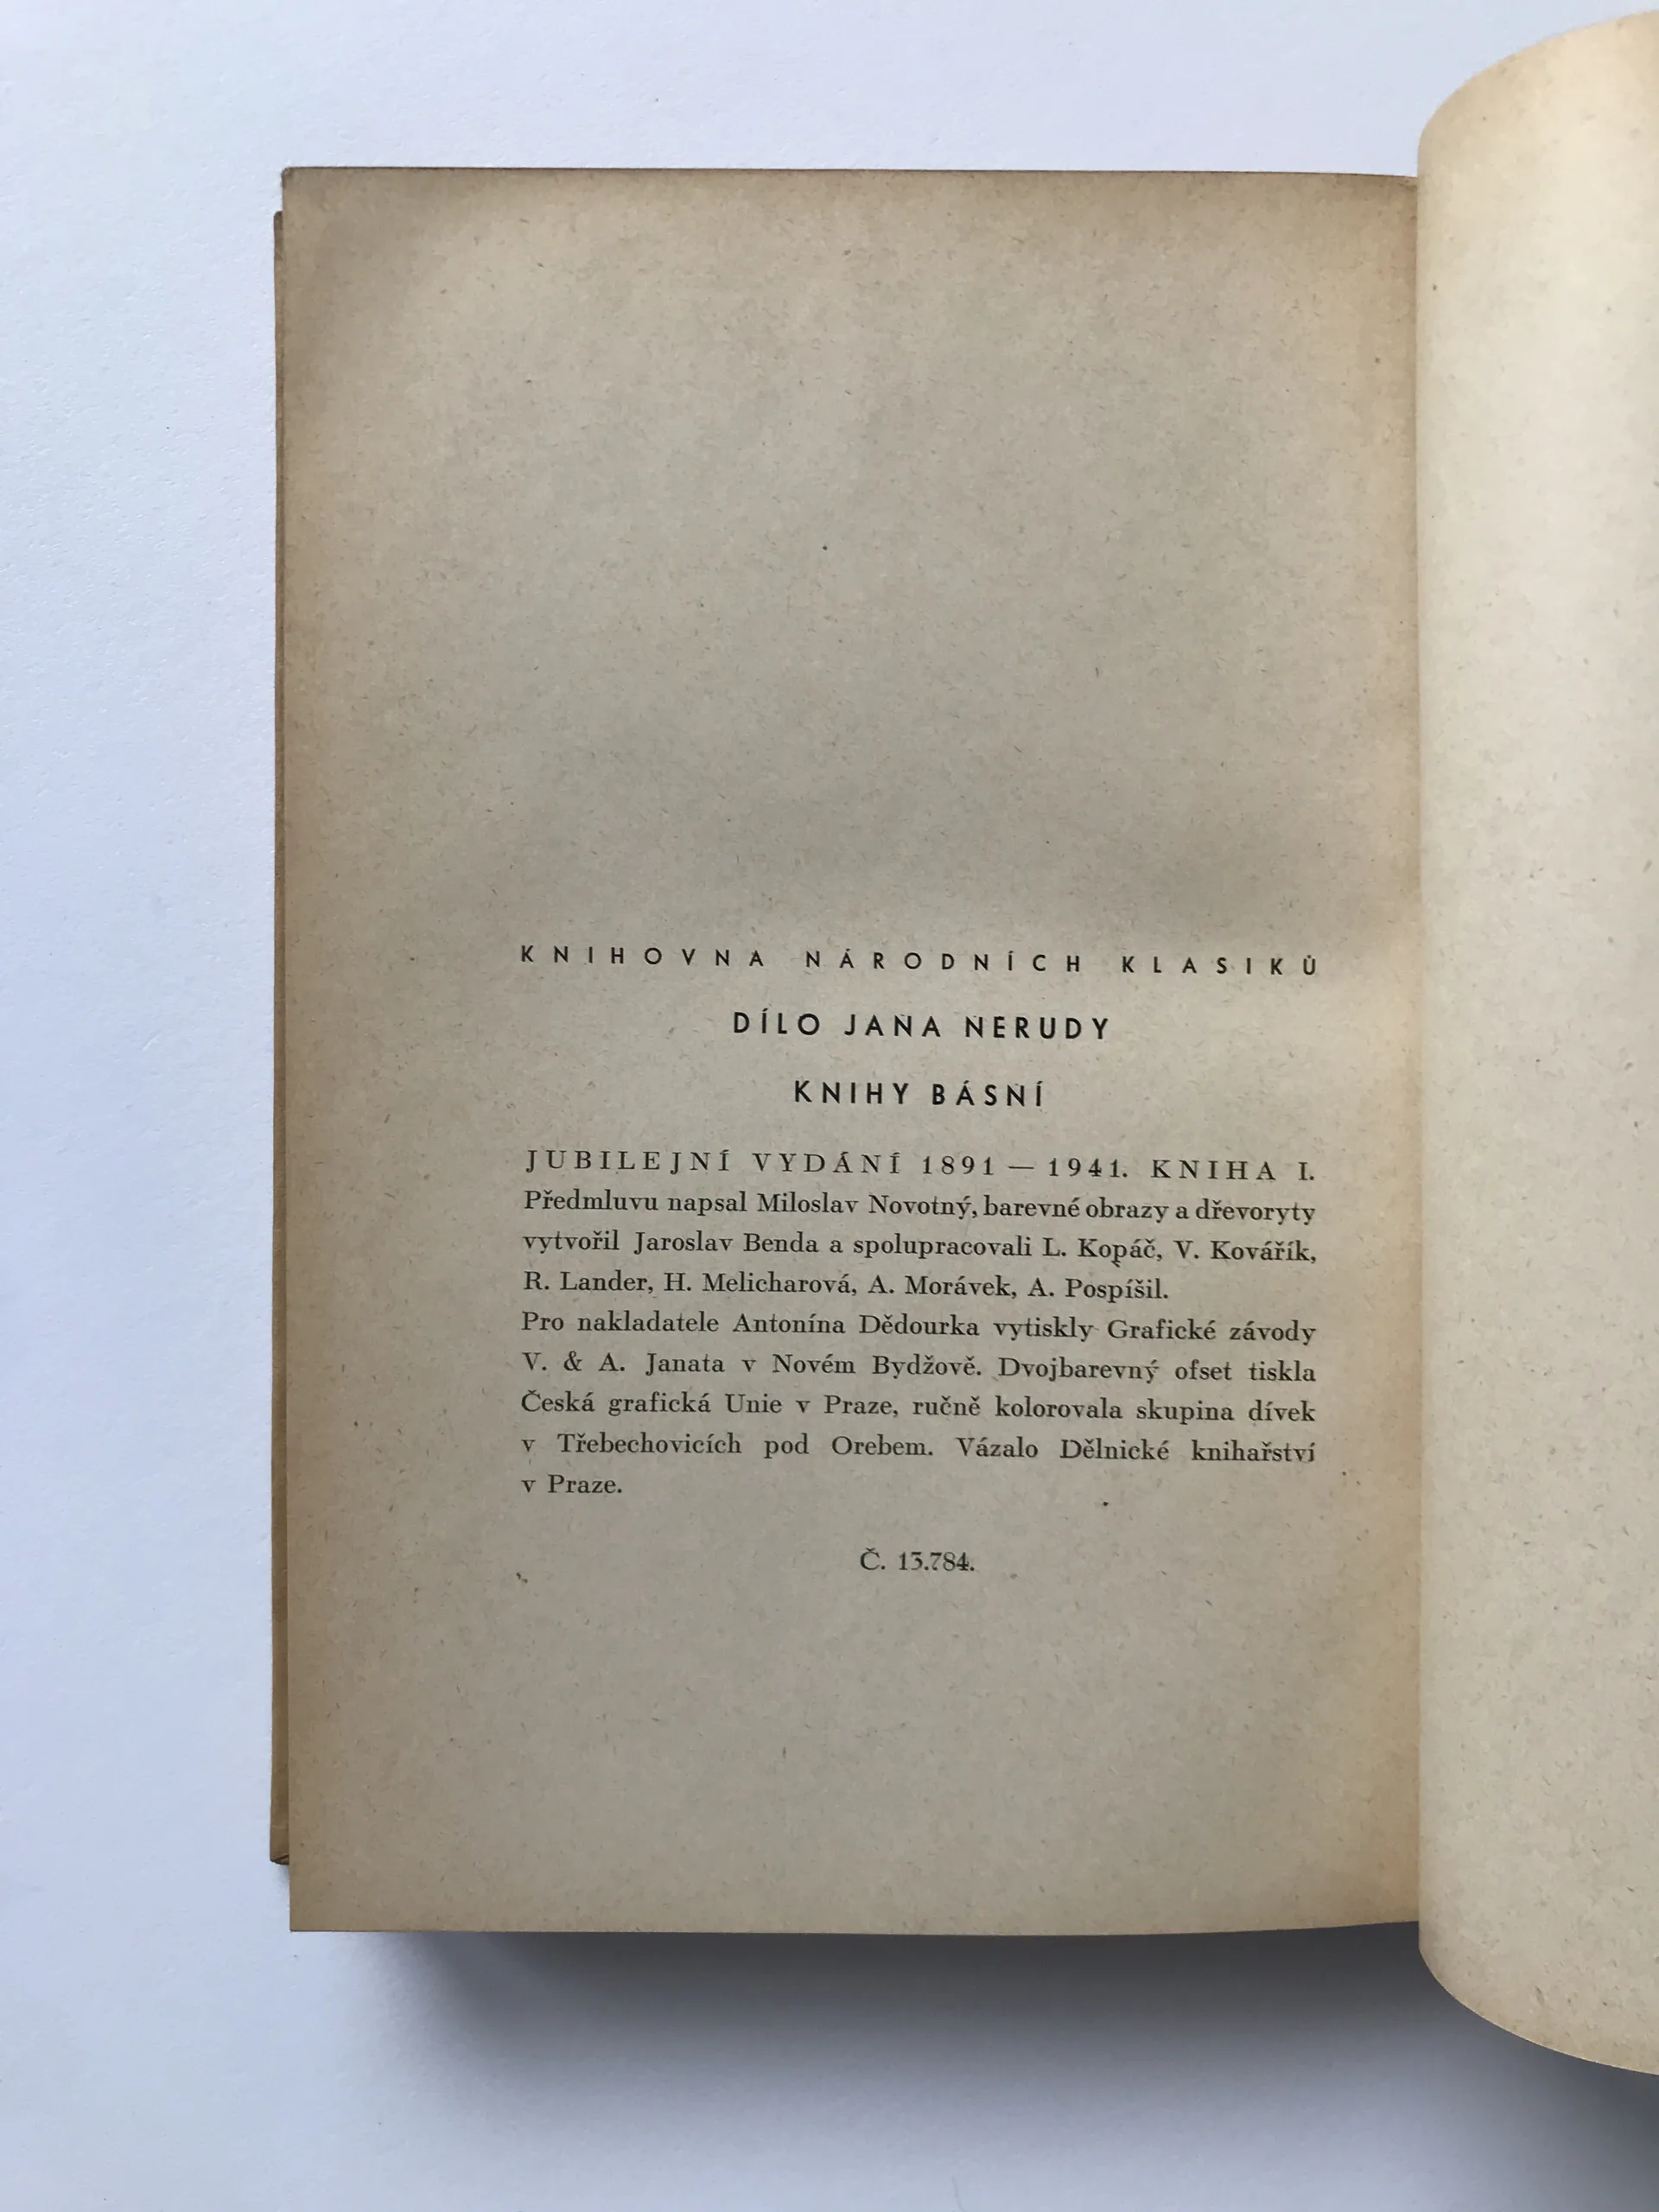 KNIHOVNA NÁRODNÍCH KLASIKŮ
DÍLO JANA NERUDY
KNIHY BÁSNÍ
JUBILEJNÍ VYDÁNÍ 1891 — 1941. KNIHA I.
Předmluvu napsal Miloslav Novotný, barevné obrazy a dřevoryty
vytvořil Jaroslav Benda a spolupracovali L. Kopáč, V. Kovářík,
R. Lander, H. Melicharová, A. Morávek, A. Pospíšil.
Pro nakladatele Antonína Dědourka vytiskly Grafické závody
V. & A. Janata v Novém Bydžově. Dvojbarevný ofset tiskla
Česká grafická Unie v Praze, ručně kolorovala skupina dívek
v Třebechovicích pod Orebem. Vázalo Dělnické knihařství
v Praze.
Č. 13.784.